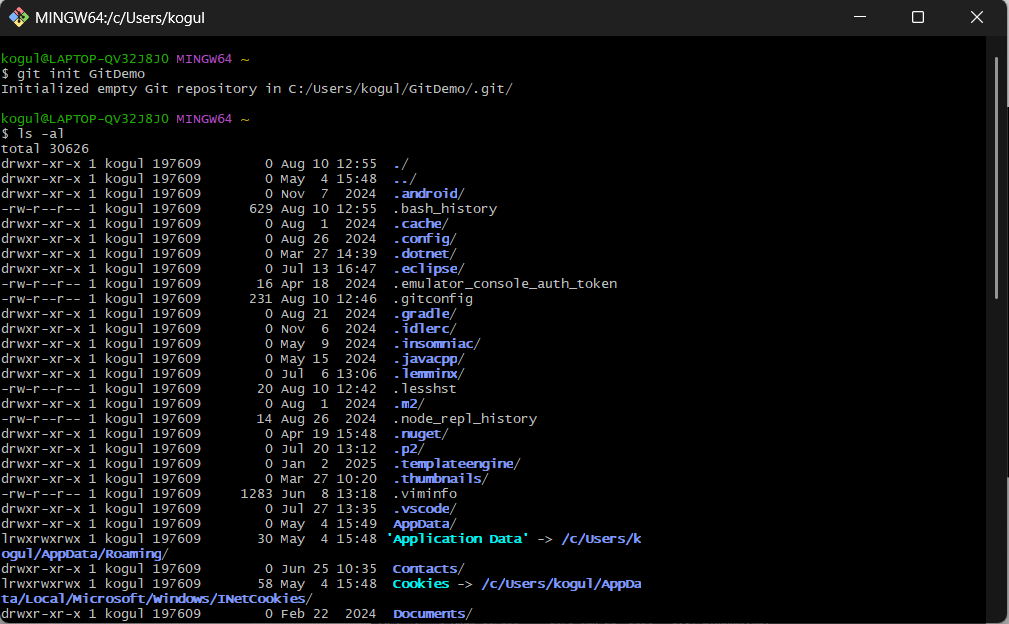 MINGW64:/c/Users/kogul
kogul@LAPTOP-QV32J8JO MINGW64 ~
$ git init GitDemo
Initialized empty Git repository in C:/Users/kogul/GitDemo/.git/
kogul@LAPTOP-QV32J8JO MINGW64 ~
$ ls -al
total 30626
drwxr-xr-x 1 kogul 197609        0 Aug 10 12:55  ./
drwxr-xr-x 1 kogul 197609        0 May  4 15:48  ../
drwxr-xr-x 1 kogul 197609        0 Nov  7  2024  .android/
-rw-r--r-- 1 kogul 197609      629 Aug 10 12:55  .bash_history
drwxr-xr-x 1 kogul 197609        0 Aug  1  2024  .cache/
drwxr-xr-x 1 kogul 197609        0 Aug 26  2024  .config/
drwxr-xr-x 1 kogul 197609        0 Mar 27 14:39  .dotnet/
drwxr-xr-x 1 kogul 197609        0 Jul 13 16:47  .eclipse/
-rw-r--r-- 1 kogul 197609       16 Apr 18  2024  .emulator_console_auth_token
-rw-r--r-- 1 kogul 197609      231 Aug 10 12:46  .gitconfig
drwxr-xr-x 1 kogul 197609        0 Aug 21  2024  .gradle/
drwxr-xr-x 1 kogul 197609        0 Nov  6  2024  .idlerc/
drwxr-xr-x 1 kogul 197609        0 May  9  2024  .insomniac/
drwxr-xr-x 1 kogul 197609        0 May 15  2024  .javacpp/
drwxr-xr-x 1 kogul 197609        0 Jul  6 13:06  .lemminx/
-rw-r--r-- 1 kogul 197609       20 Aug 10 12:42  .lesshst
drwxr-xr-x 1 kogul 197609        0 Aug  1  2024  .m2/
-rw-r--r-- 1 kogul 197609       14 Aug 26  2024  .node_repl_history
drwxr-xr-x 1 kogul 197609        0 Apr 19 15:48  .nuget/
drwxr-xr-x 1 kogul 197609        0 Jul 20 13:12  .p2/
drwxr-xr-x 1 kogul 197609        0 Jan  2  2025  .templateengine/
drwxr-xr-x 1 kogul 197609        0 Mar 27 10:20  .thumbnails/
-rw-r--r-- 1 kogul 197609     1283 Jun  8 13:18  .viminfo
drwxr-xr-x 1 kogul 197609        0 Jul 27 13:35  .vscode/
drwxr-xr-x 1 kogul 197609        0 May  4 15:49  AppData/
lrwxrwxrwx 1 kogul 197609       30 May  4 15:48 'Application Data' -> /c/Users/k
ogul/AppData/Roaming/
drwxr-xr-x 1 kogul 197609        0 Jun 25 10:35  Contacts/
lrwxrwxrwx 1 kogul 197609       58 May  4 15:48  Cookies -> /c/Users/kogul/AppDa
ta/Local/Microsoft/Windows/INetCookies/
drwxr-xr-x 1 kogul 197609        0 Feb 22  2024  Documents/